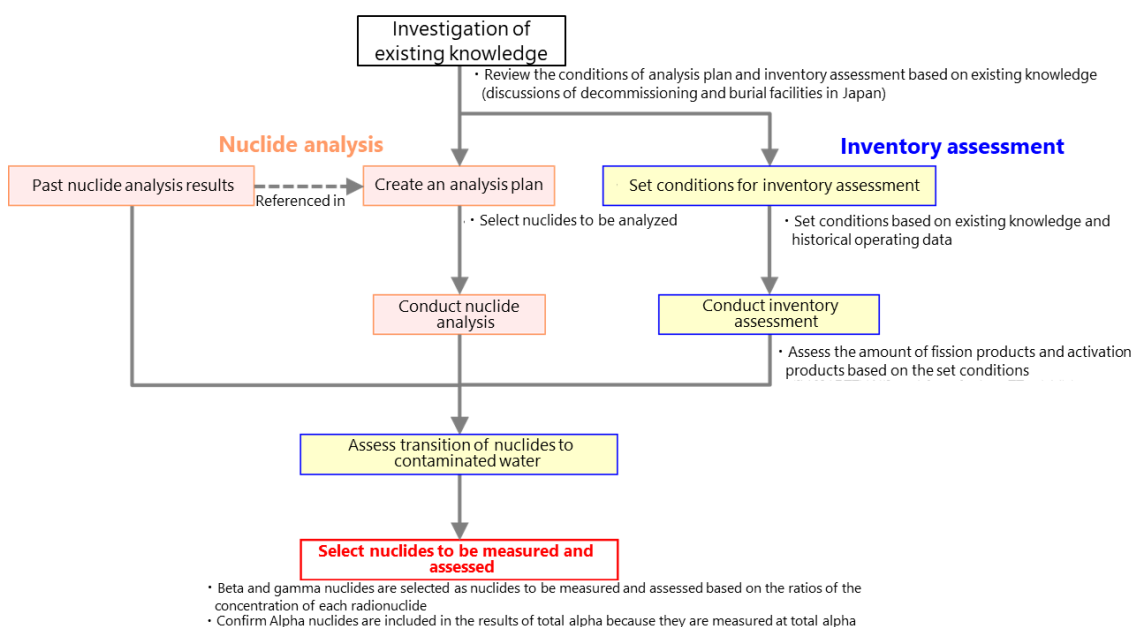 Investigation of
existing knowledge
・Review the conditions of analysis plan and inventory assessment based on existing knowledge
(discussions of decommissioning and burial facilities in Japan)
Nuclide analysis
Inventory assessment
Past nuclide analysis results
Referenced in
Create an analysis plan
Set conditions for inventory assessment
・Select nuclides to be analyzed
・Set conditions based on existing knowledge and
historical operating data
Conduct nuclide
analysis
Conduct inventory
assessment
・Assess the amount of fission products and activation
products based on the set conditions
Assess transition of nuclides to
contaminated water
Select nuclides to be measured and
assessed
・Beta and gamma nuclides are selected as nuclides to be measured and assessed based on the ratios of the
concentration of each radionuclide
・Confirm Alpha nuclides are included in the results of total alpha because they are measured at total alpha